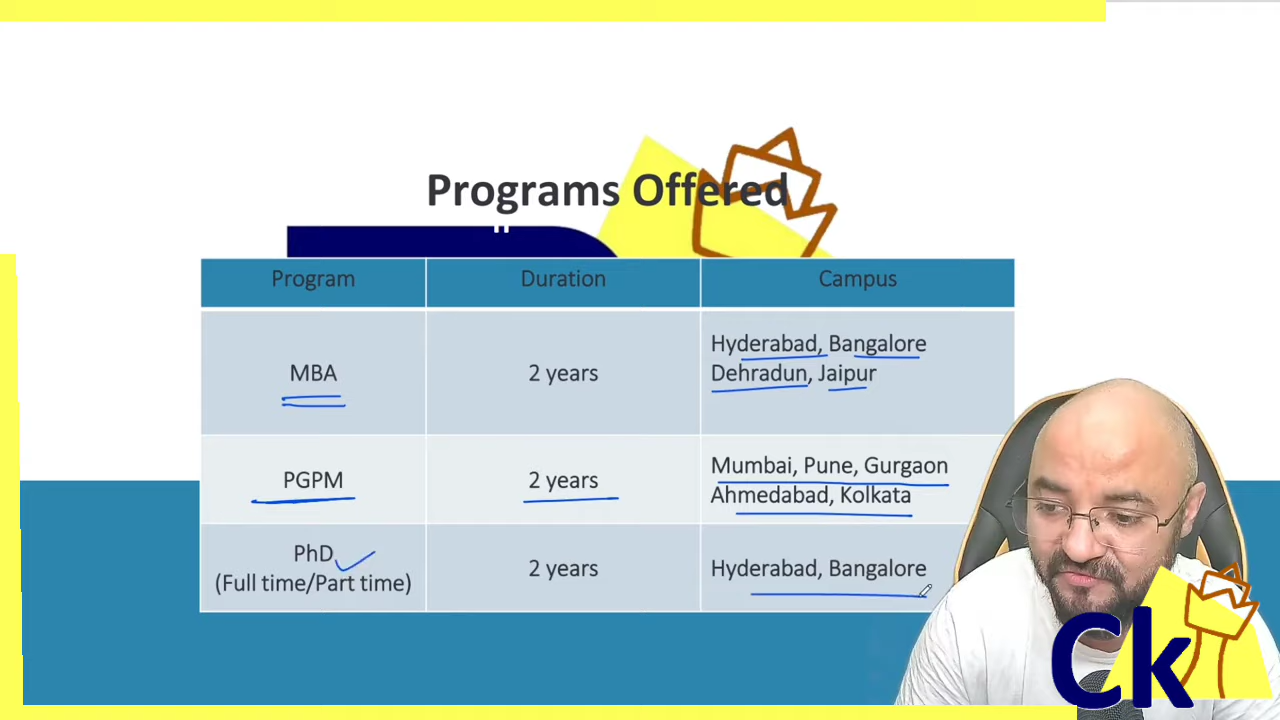 Programs Offered
"
Program Duration Campus
MBA 2 years Hyderabad, Bangalore
Dehradun, Jaipur
PGPM 2 years Mumbai, Pune, Gurgaon
Ahmedabad, Kolkata
PhD
(Full time/Part time) 2 years Hyderabad, Bangalore
Ck